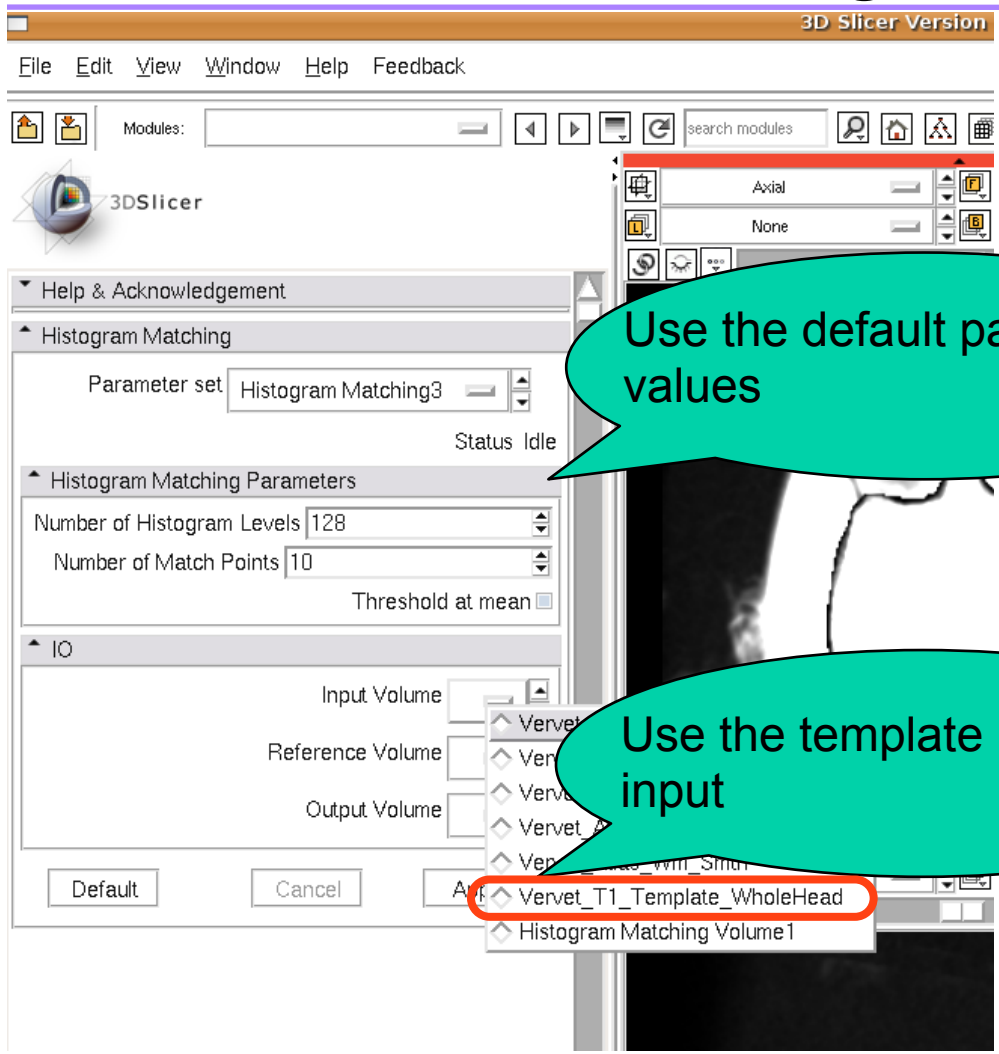 3D Slicer Version
File Edit View Window Help Feedback
Modules:
search modules
3DSlicer
Axial
None
Help & Acknowledgement
Histogram Matching
Parameter set Histogram Matching3
Status Idle
Histogram Matching Parameters
Number of Histogram Levels 128
Number of Match Points 10
Threshold at mean
IO
Input Volume
Reference Volume
Output Volume
Default Cancel
Use the default
values
Use the template
input
Vervet_T1_Template_WholeHead
Histogram Matching Volume1